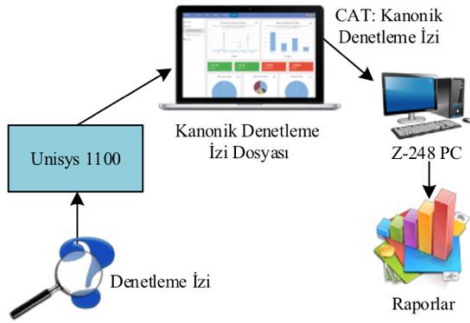 CAT: Kanonik
Denetleme İzi
Kanonik Denetleme
İzi Dosyası
Unisys 1100
Z-248 PC
Denetleme İzi
Raporlar